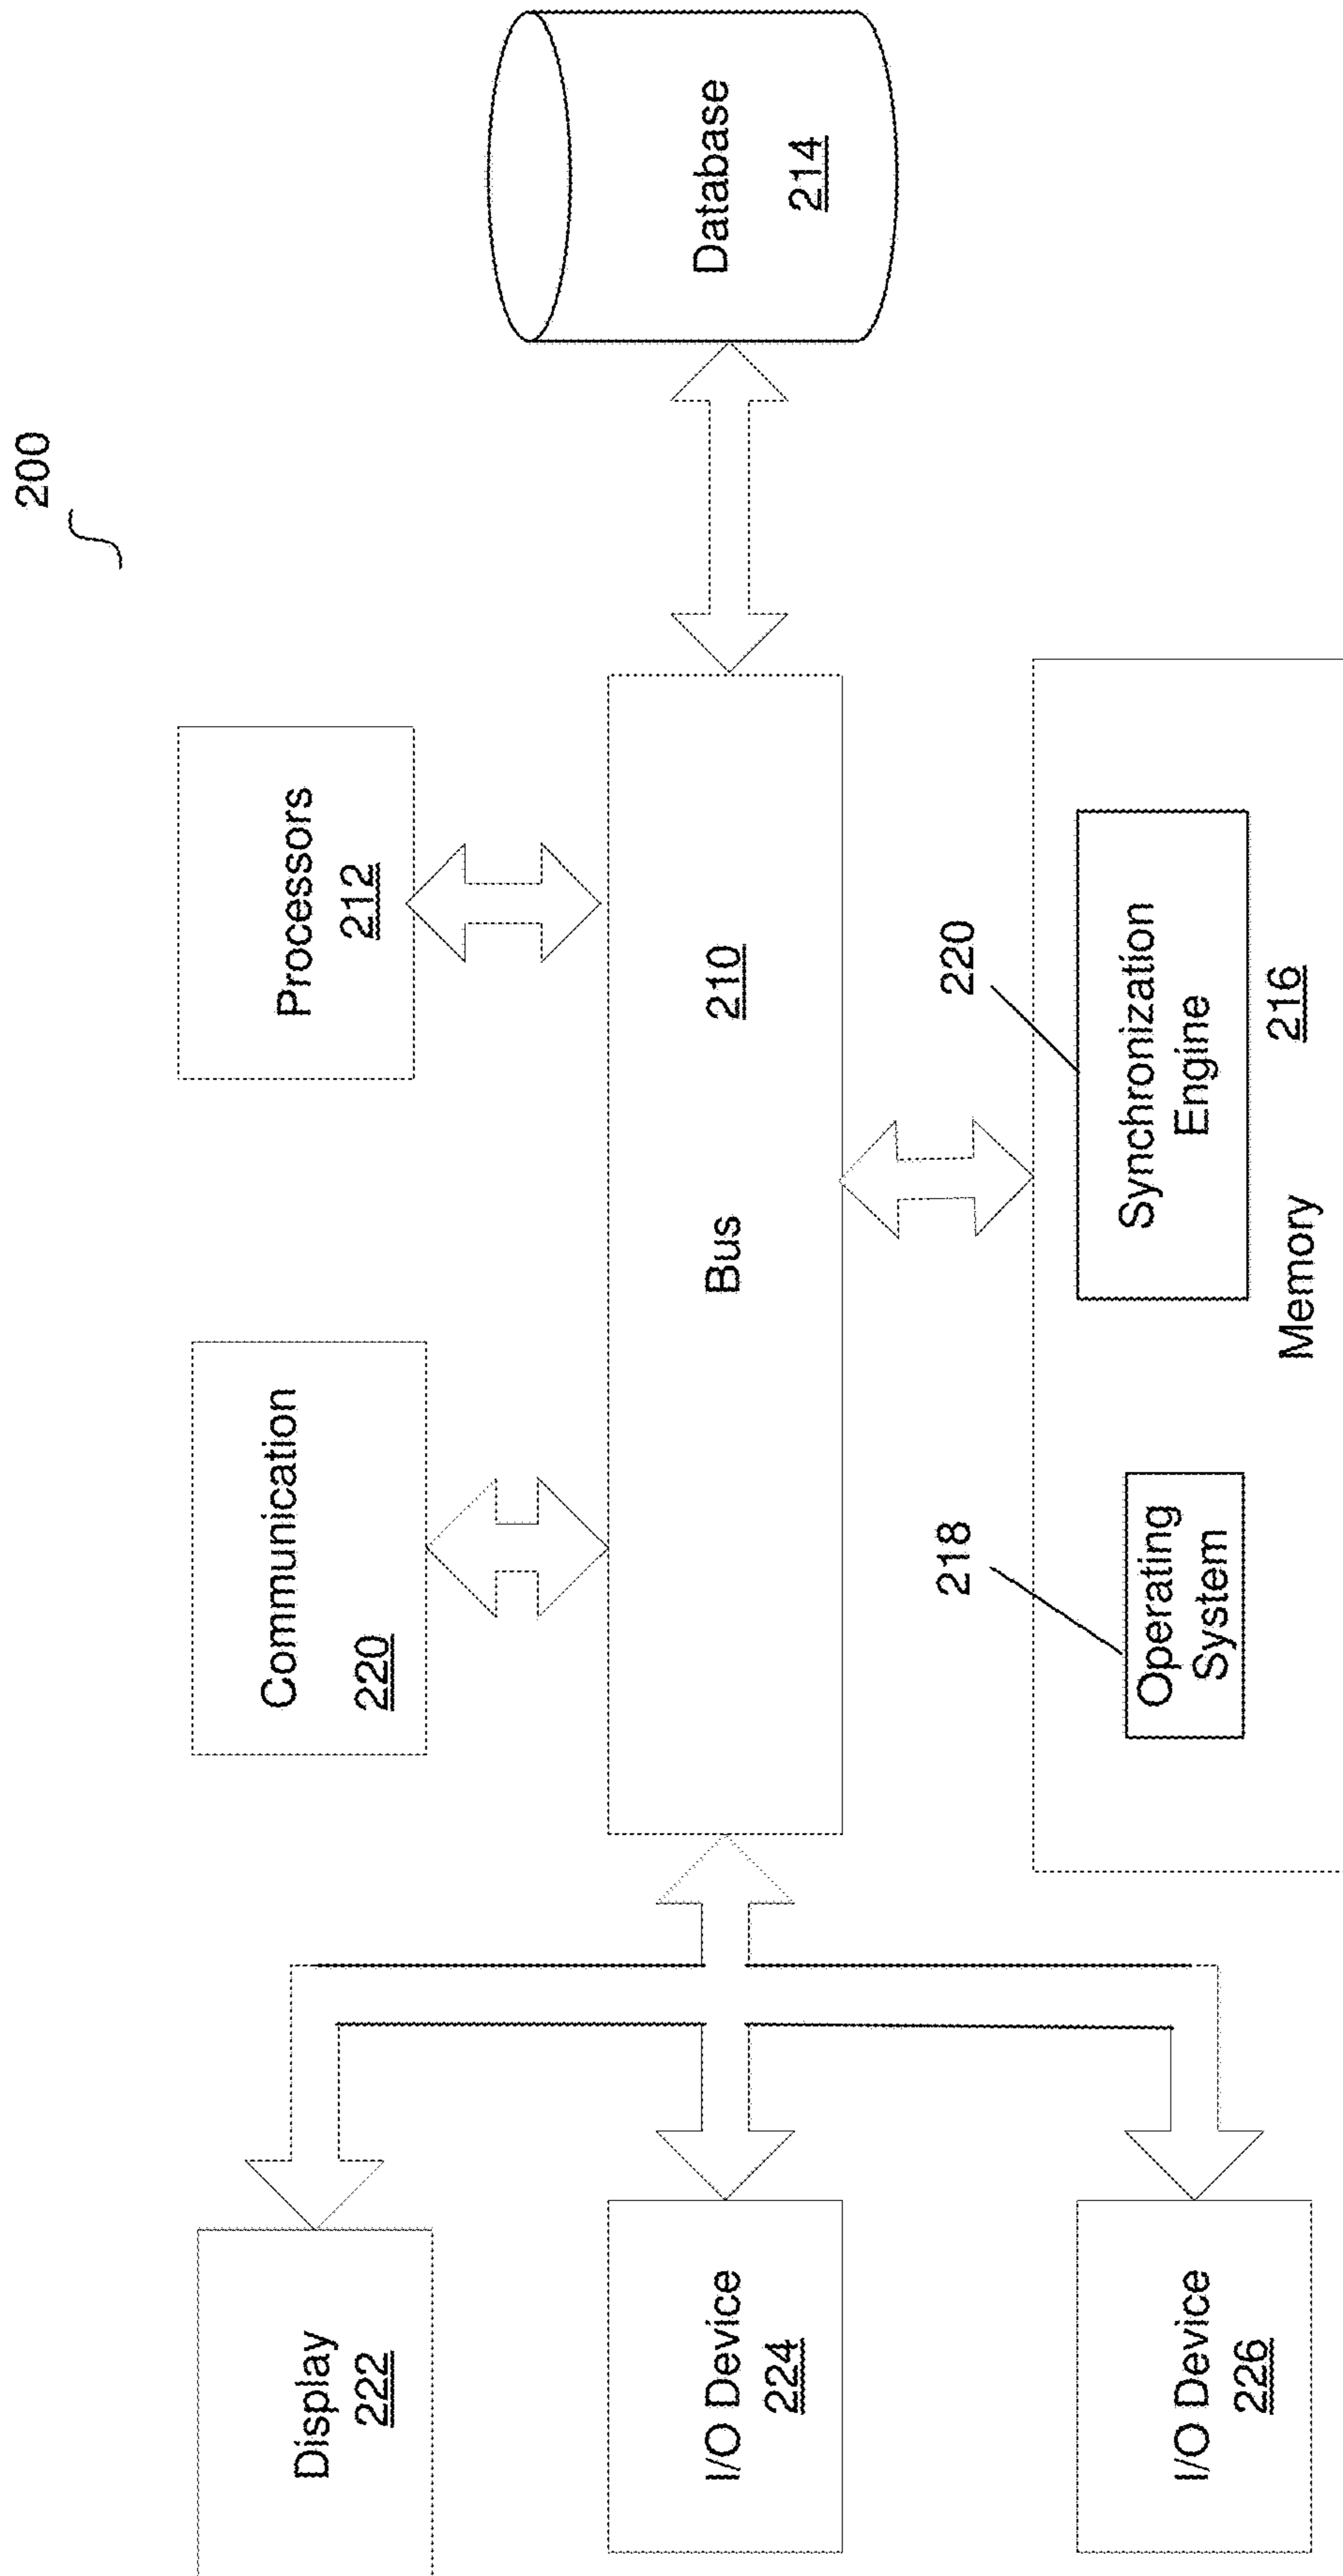 200
Processors
212
Communication
220
Display
222
Database
214
Bus
210
I/O Device
224
220
218
Synchronization
Engine
Operating
System
216
Memory
I/O Device
226